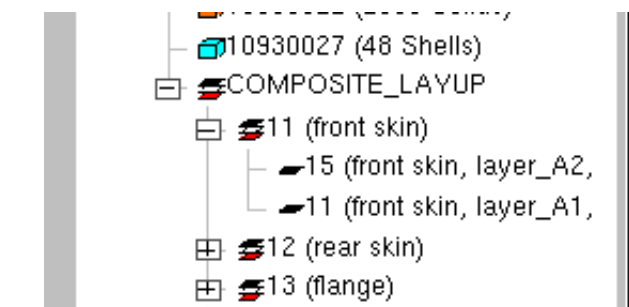 10930027 (48 Shells)
COMPOSITE_LAYUP
11 (front skin)
15 (front skin, layer_A2,
11 (front skin, layer_A1,
12 (rear skin)
13 (flange)